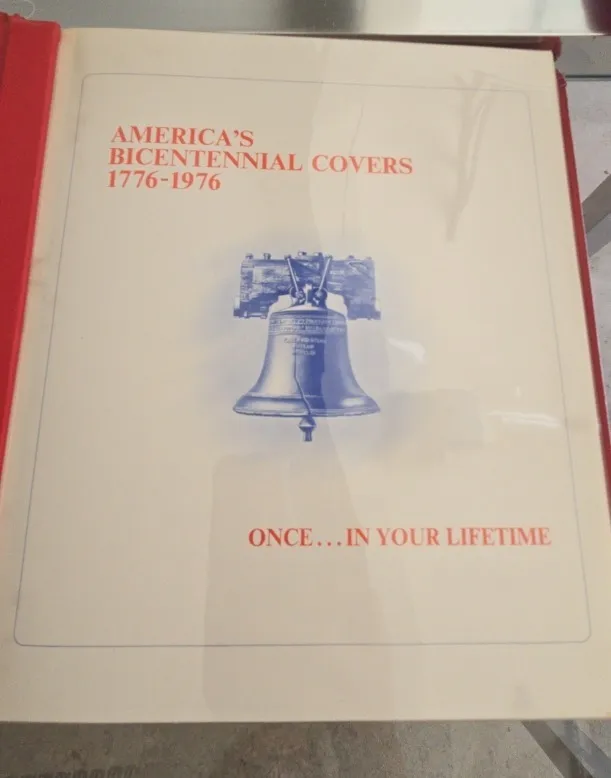 AMERICA'S
BICENTENNIAL COVERS
1776-1976
ONCE...IN YOUR LIFETIME